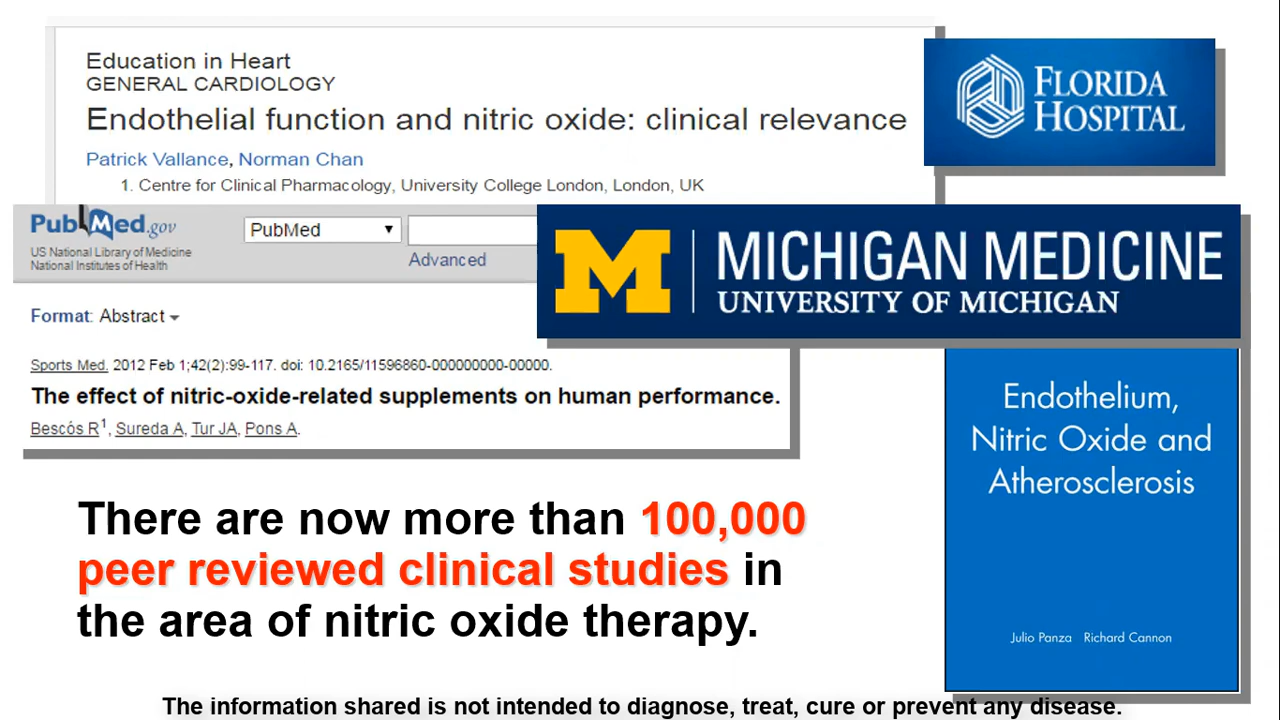 Education in Heart
GENERAL CARDIOLOGY
Endothelial function and nitric oxide: clinical relevance
Patrick Vallance, Norman Chan
1. Centre for Clinical Pharmacology, University College London, London, UK
FLORIDA
HOSPITAL
PubMed.gov
US National Library of Medicine
National Institutes of Health
PubMed
Advanced
M
MICHIGAN MEDICINE
UNIVERSITY OF MICHIGAN
Format: Abstract
Sports Med. 2012 Feb 1;42(2):99-117. doi: 10.2165/11596860-000000000-00000.
The effect of nitric-oxide-related supplements on human performance.
Bescós R1, Sureda A, Tur JA, Pons A.
Endothelium,
Nitric Oxide and
Atherosclerosis
Julio Panza Richard Cannon
There are now more than 100,000
peer reviewed clinical studies in
the area of nitric oxide therapy.
The information shared is not intended to diagnose, treat, cure or prevent any disease.